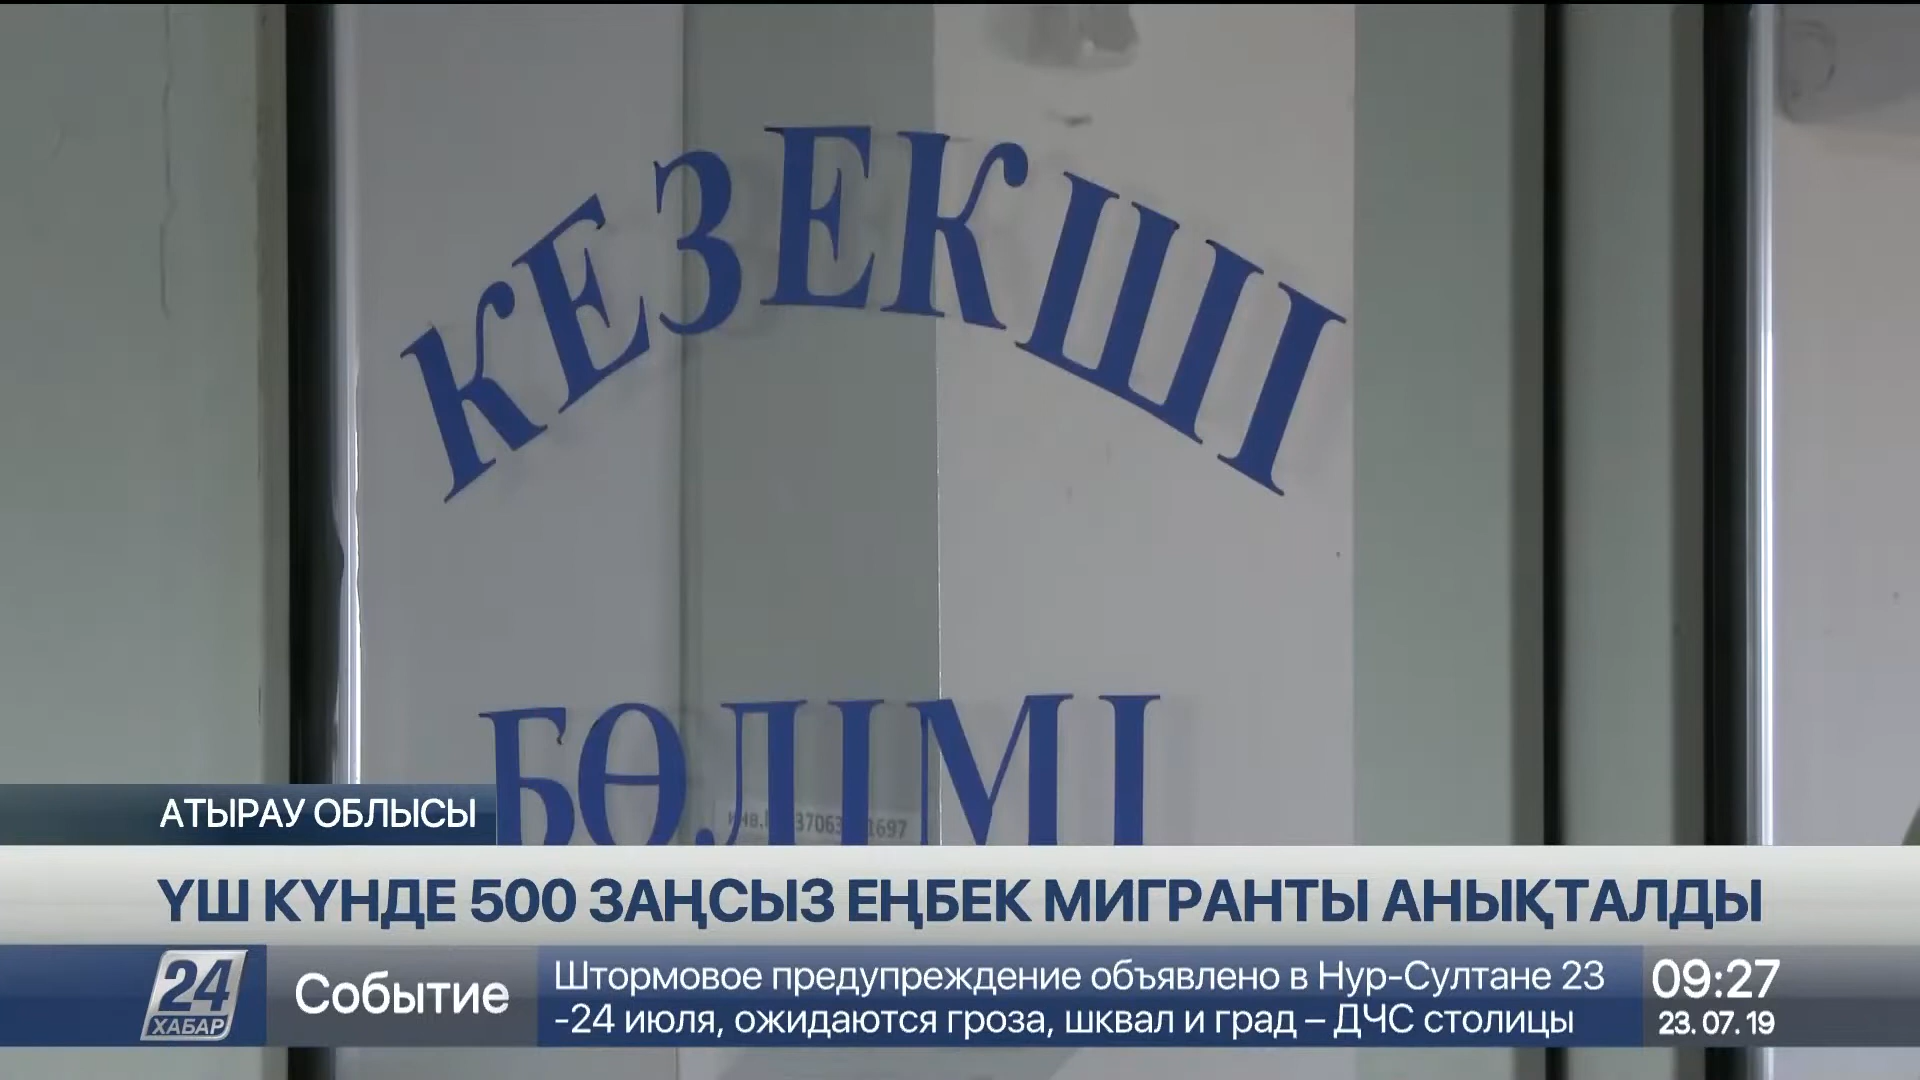 КЕЗЕКШІ
БӨЛІМІ
АТЫРАУ ОБЛЫСЫ
ҮШ КҮНДЕ 500 ЗАҢСЫЗ ЕҢБЕК МИГРАНТЫ АНЫҚТАЛДЫ
24
ХАБАР
Событие
Штормовое предупреждение объявлено в Нур-Султане 23
-24 июля, ожидаются гроза, шквал и град – ДЧС столицы
09:27
23. 07. 19